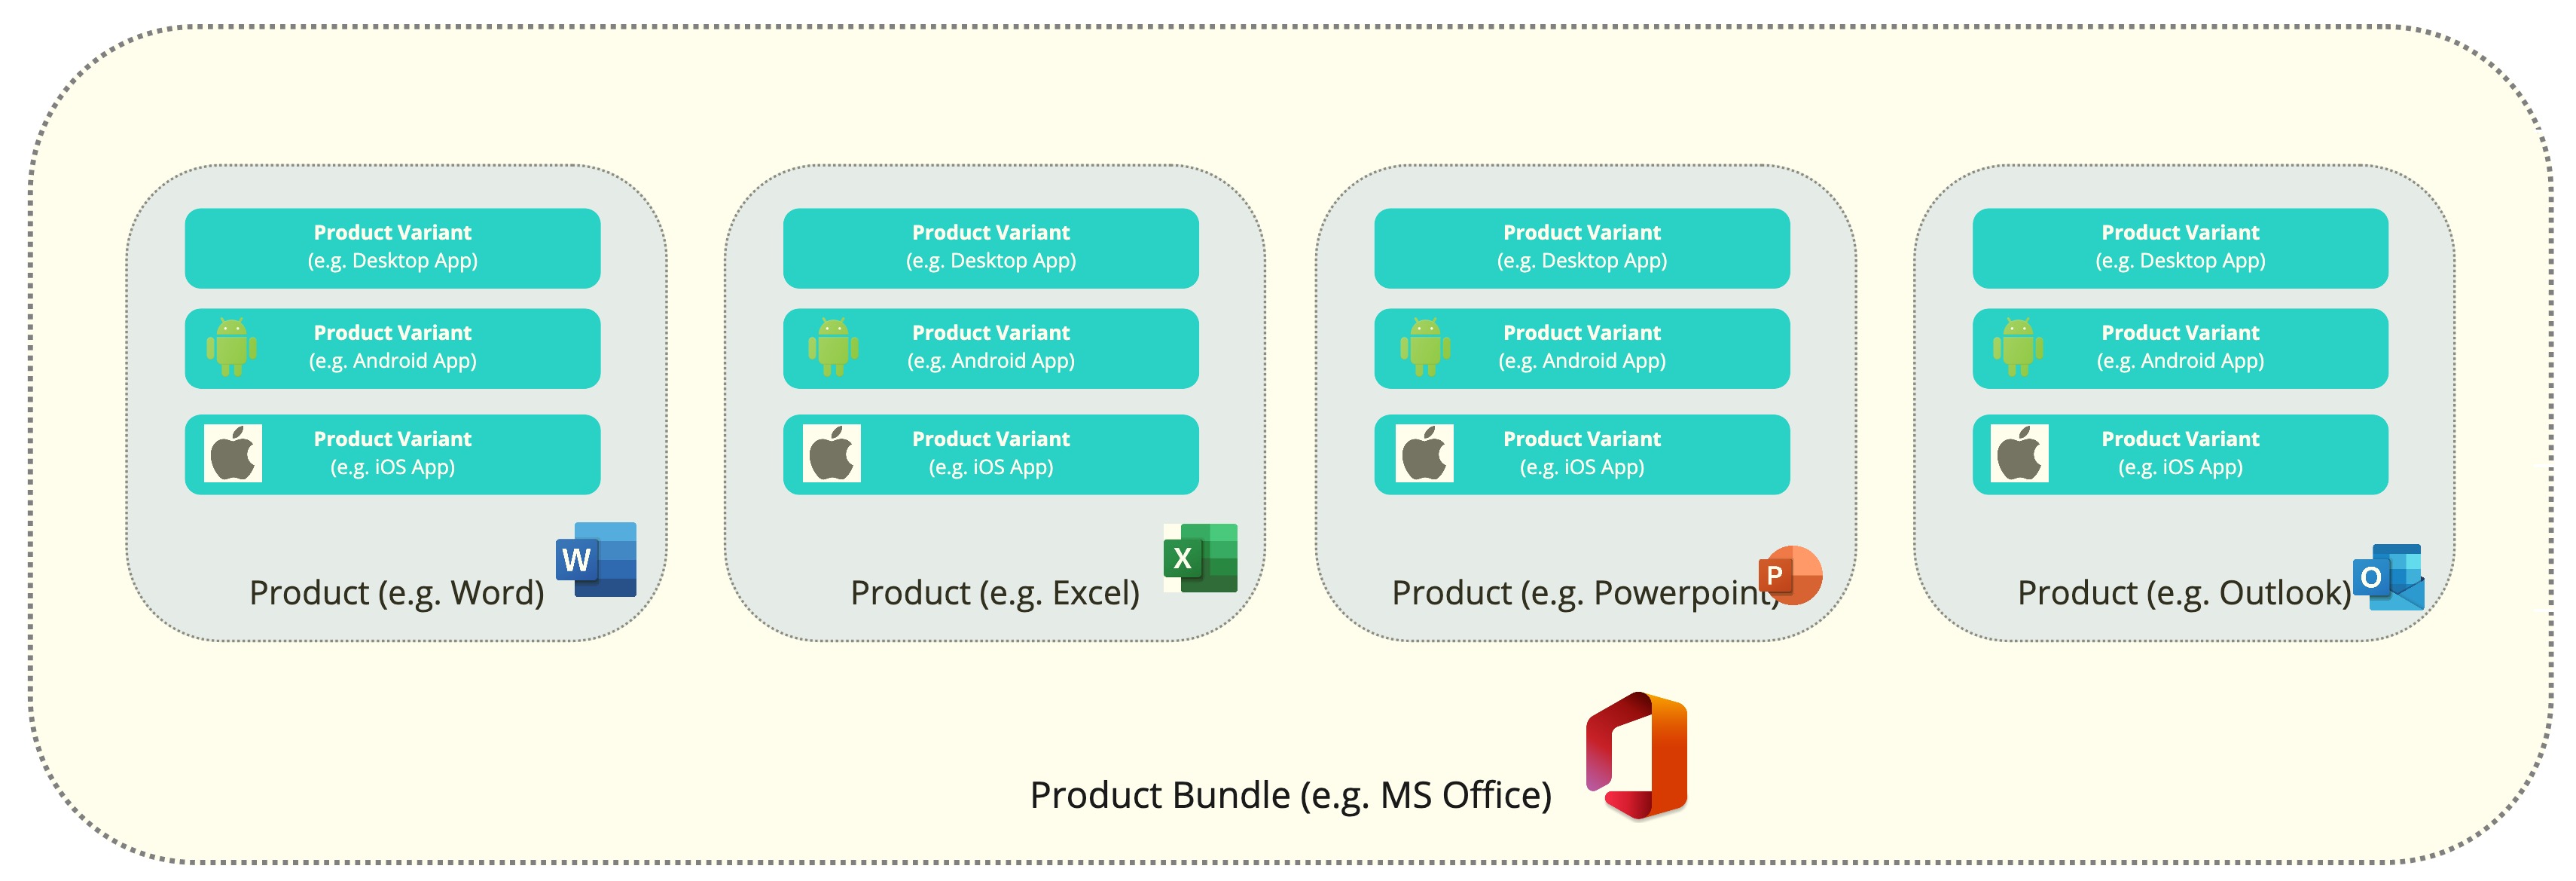 Product Variant
(e.g. Desktop App)
Product Variant
(e.g. Android App)
Product Variant
(e.g. iOS App)
W
Product (e.g. Word)
Product Variant
(e.g. Desktop App)
Product Variant
(e.g. Android App)
Product Variant
(e.g. iOS App)
X
Product (e.g. Excel)
Product Variant
(e.g. Desktop App)
Product Variant
(e.g. Android App)
Product Variant
(e.g. iOS App)
P
Product (e.g. Powerpoint)
Product Variant
(e.g. Desktop App)
Product Variant
(e.g. Android App)
Product Variant
(e.g. iOS App)
O
Product (e.g. Outlook)
Product Bundle (e.g. MS Office)